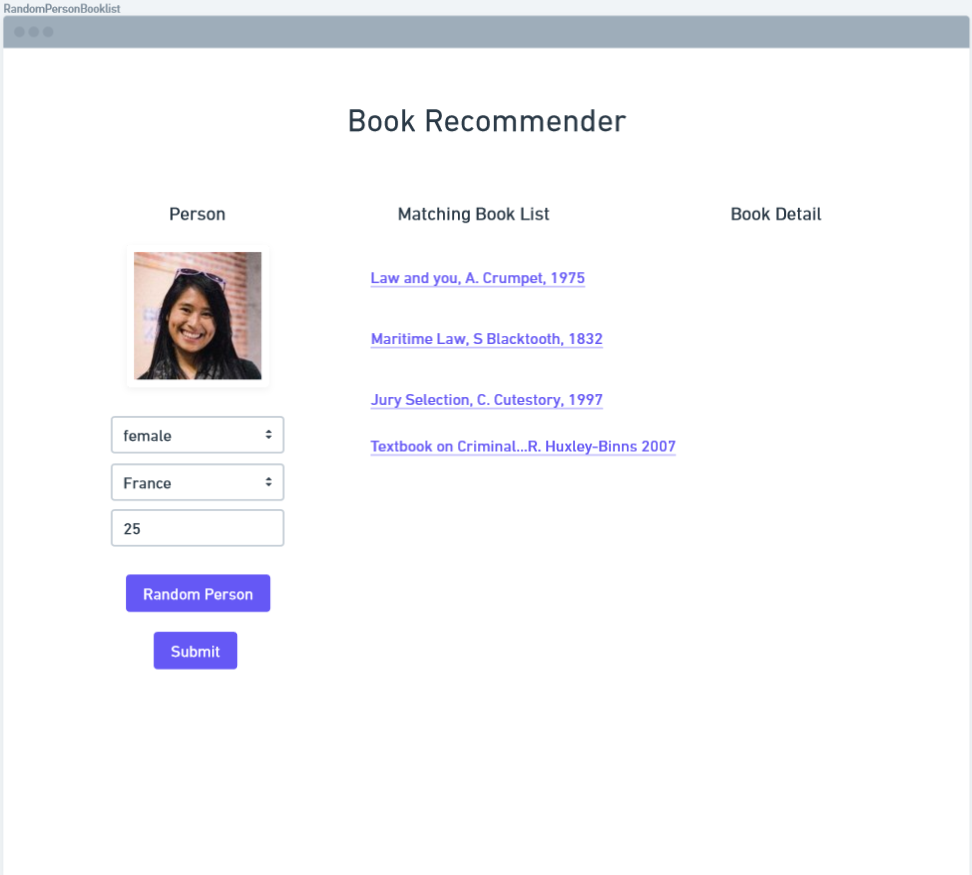 RandomPersonBooklist
Book Recommender
Person
Matching Book List
Book Detail
Law and you, A. Crumpet, 1975
Maritime Law, S Blacktooth, 1832
Jury Selection, C. Cutestory, 1997
Textbook on Criminal...R. Huxley-Binns 2007
female
France
25
Random Person
Submit